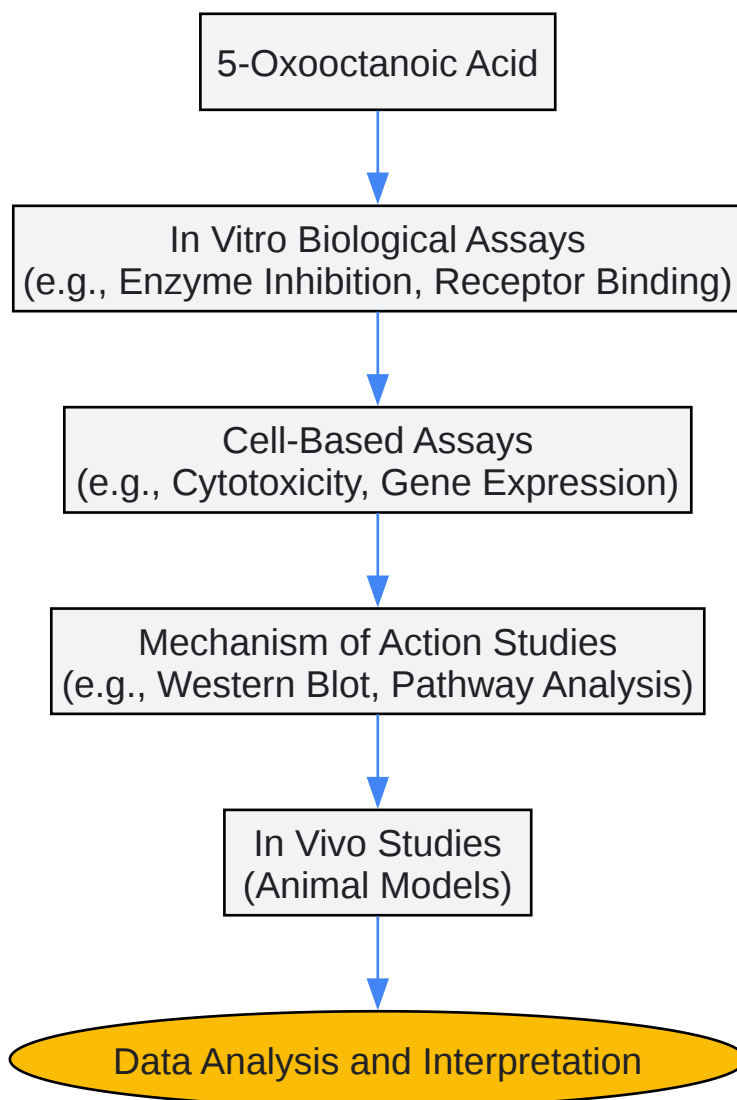 5-Oxooctanoic Acid
In Vitro Biological Assays
(e.g., Enzyme Inhibition, Receptor Binding)
Cell-Based Assays
(e.g., Cytotoxicity, Gene Expression)
Mechanism of Action Studies
(e.g., Western Blot, Pathway Analysis)
In Vivo Studies
(Animal Models)
Data Analysis and Interpretation